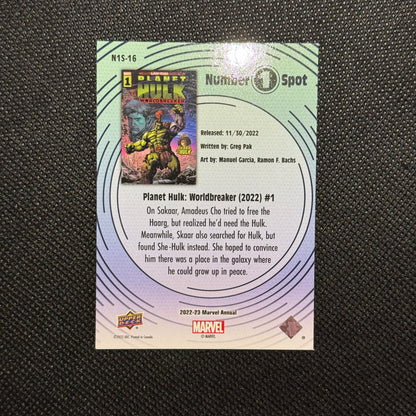 N1S-16
Number 1 Spot
1
PLANET
HULK
WORLDBREAKER
Released: 11/30/2022
Written by: Greg Pak
Art by: Manuel Garcia, Ramon F. Bachs
Planet Hulk: Worldbreaker (2022) #1
On Sakaar, Amadeus Cho tried to free the
Haarg, but realized he'd need the Hulk.
Meanwhile, Skaar also searched for Hulk, but
found She-Hulk instead. She hoped to convince
him there was a place in the galaxy where
he could grow up in peace.
2022-23 Marvel Annual
UPPER DECK
MARVEL
© MARVEL